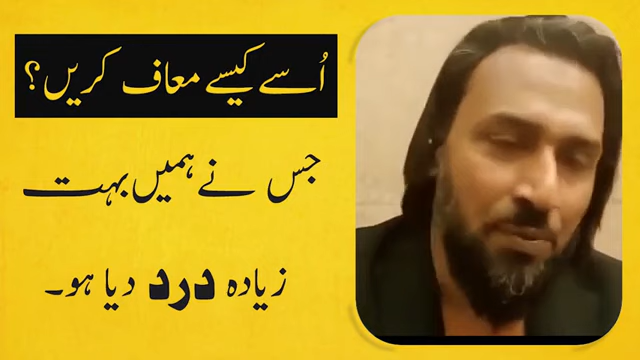 اُسے کیسے معاف کریں؟
جس نے ہمیں بہت
زیادہ درد دیا ہو۔